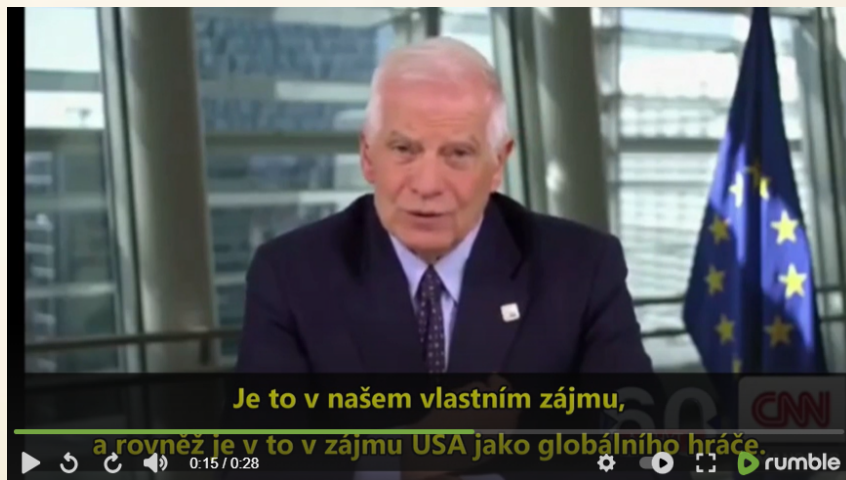 Je to v našem vlastním zájmu,
a rovněž je v to v zájmu USA jako globálního hráče.
60
CNN
0:15 / 0:28
rumble